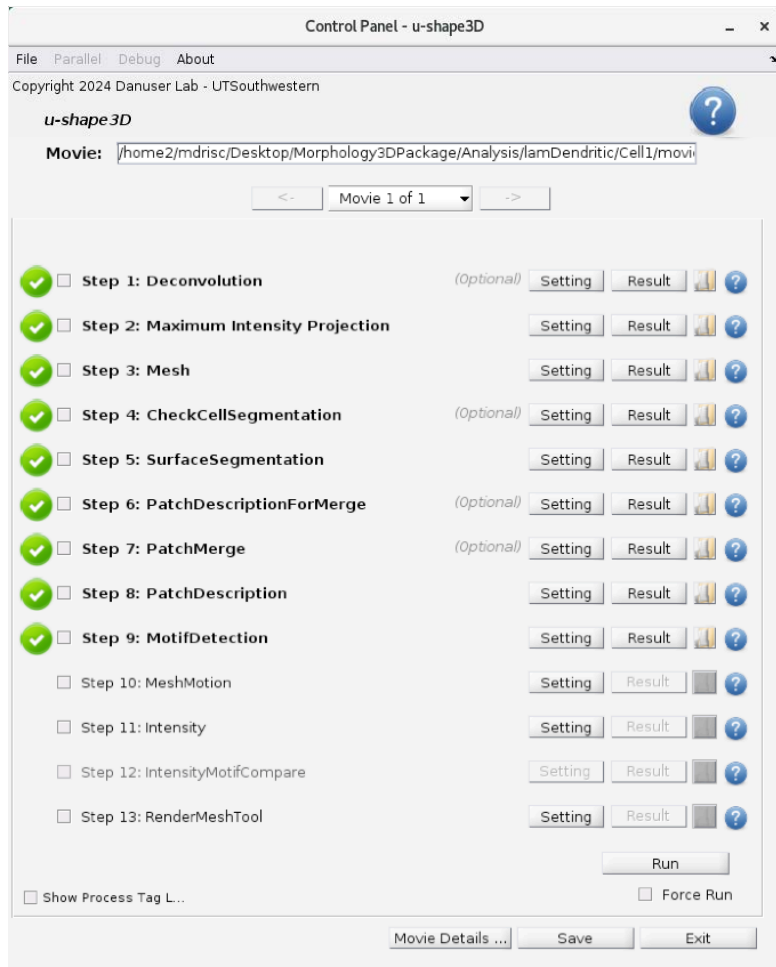 Control Panel - u-shape3D
File Parallel Debug About
Copyright 2024 Danuser Lab - UTSouthwestern
u-shape3D
Movie: /home2/mdrisc/Desktop/Morphology3DPackage/Analysis/lamDendritic/Cell1/movi
<- Movie 1 of 1 ->
Step 1: Deconvolution (Optional) Setting Result ?
Step 2: Maximum Intensity Projection Setting Result ?
Step 3: Mesh Setting Result ?
Step 4: CheckCellSegmentation (Optional) Setting Result ?
Step 5: SurfaceSegmentation Setting Result ?
Step 6: PatchDescriptionForMerge (Optional) Setting Result ?
Step 7: PatchMerge (Optional) Setting Result ?
Step 8: PatchDescription Setting Result ?
Step 9: MotifDetection Setting Result ?
Step 10: MeshMotion Setting Result ?
Step 11: Intensity Setting Result ?
Step 12: IntensityMotifCompare Setting Result ?
Step 13: RenderMeshTool Setting Result ?
Run
Show Process Tag L... Force Run
Movie Details ... Save Exit